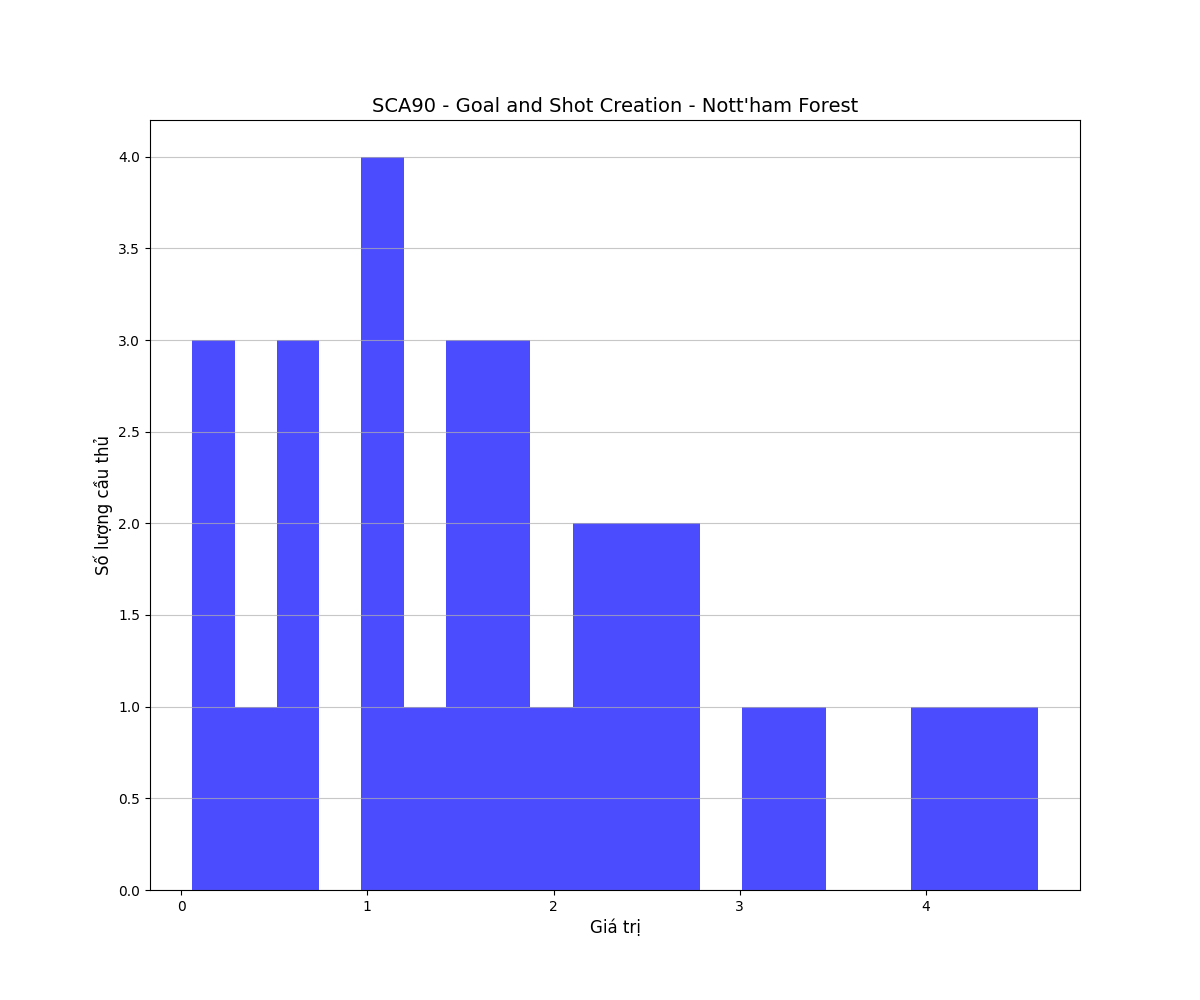 SCA90 - Goal and Shot Creation - Nott'ham Forest
Số lượng cầu thủ
4.0
3.5
3.0
2.5
2.0
1.5
1.0
0.5
0.0
0 1 2 3 4
Giá trị